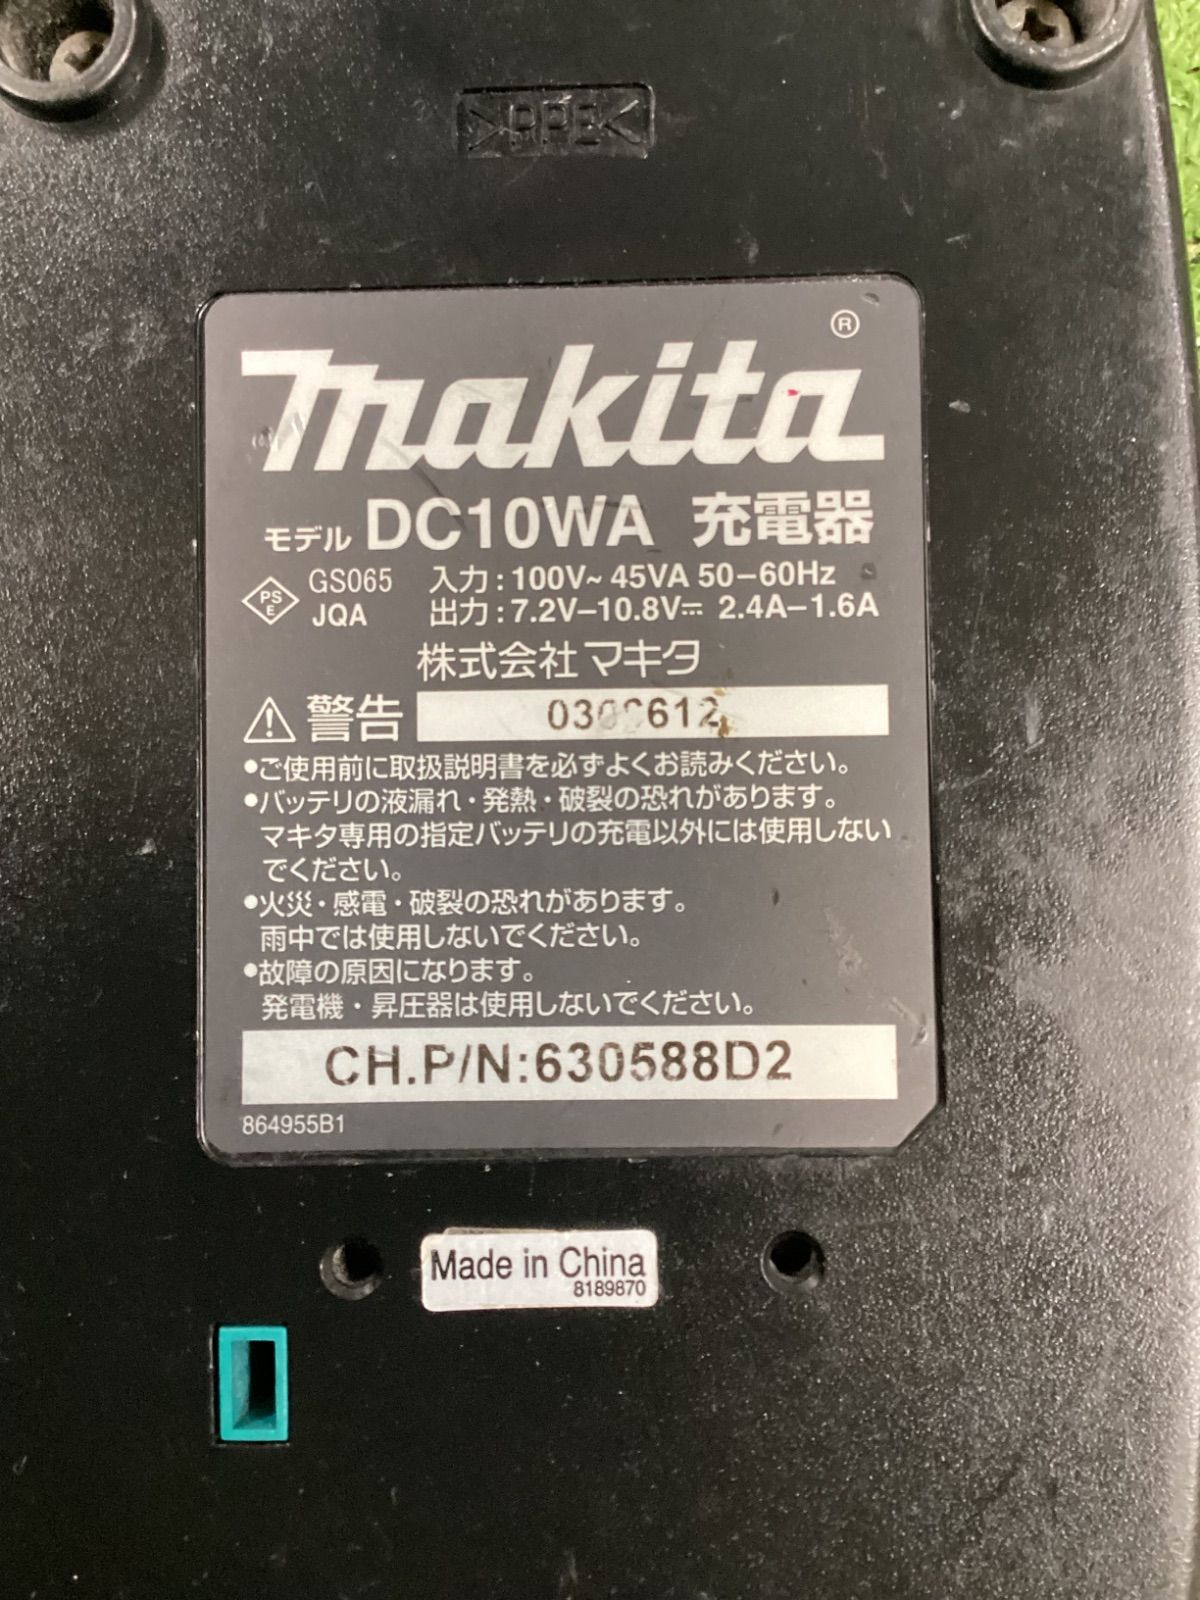 >PPE<
makita®
モデル DC10WA 充電器
PSE GS065 入力:100V~ 45VA 50–60Hz
JQA 出力:7.2V–10.8V⎓ 2.4A–1.6A
株式会社マキタ
⚠警告
•ご使用前に取扱説明書を必ずよくお読みください。
•バッテリの液漏れ・発熱・破裂の恐れがあります。
マキタ専用の指定バッテリの充電以外には使用しない
でください。
•火災・感電・破裂の恐れがあります。
雨中では使用しないでください。
•故障の原因になります。
発電機・昇圧器は使用しないでください。
CH.P/N:630588D2
864955B1
Made in China
8189870